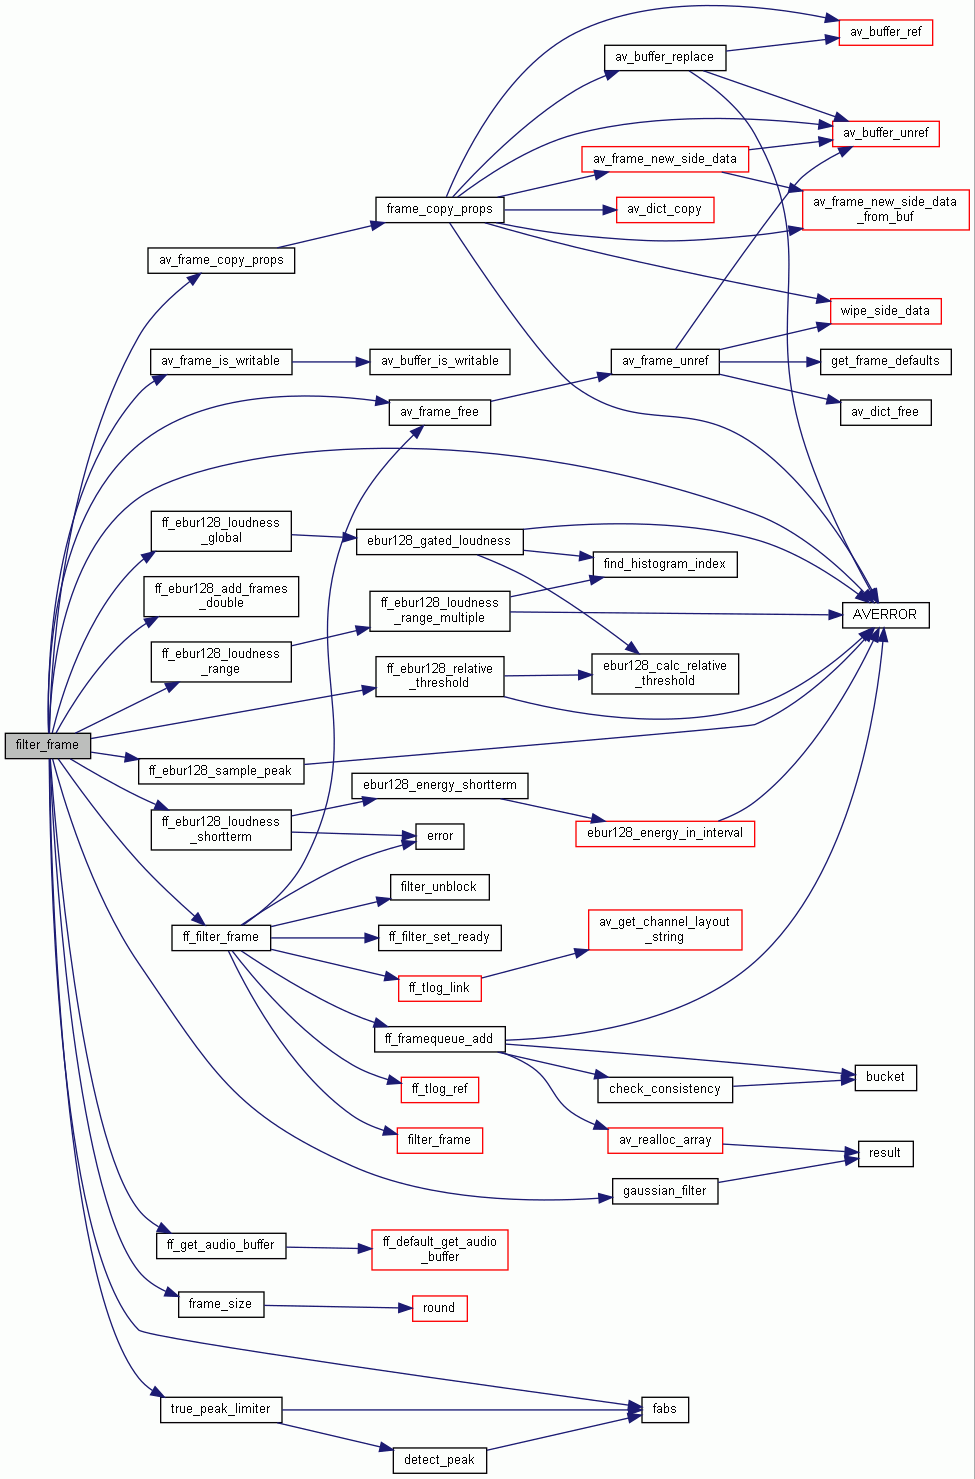 av_buffer_ref
av_buffer_replace
av_buffer_unref
av_frame_new_side_data
av_frame_new_side_data
_from_buf
frame_copy_props
av_dict_copy
av_frame_copy_props
wipe_side_data
av_frame_is_writable
av_buffer_is_writable
av_frame_unref
get_frame_defaults
av_frame_free
av_dict_free
ff_ebur128_loudness
_global
ebur128_gated_loudness
find_histogram_index
ff_ebur128_add_frames
_double
ff_ebur128_loudness
_range_multiple
AVERROR
ff_ebur128_loudness
_range
ff_ebur128_relative
_threshold
ebur128_calc_relative
_threshold
filter_frame
ff_ebur128_sample_peak
ebur128_energy_shortterm
ff_ebur128_loudness
_shortterm
error
ebur128_energy_in_interval
filter_unblock
ff_filter_frame
ff_filter_set_ready
av_get_channel_layout
_string
ff_tlog_link
ff_framequeue_add
ff_tlog_ref
check_consistency
bucket
filter_frame
av_realloc_array
result
gaussian_filter
ff_get_audio_buffer
ff_default_get_audio
_buffer
frame_size
round
true_peak_limiter
fabs
detect_peak